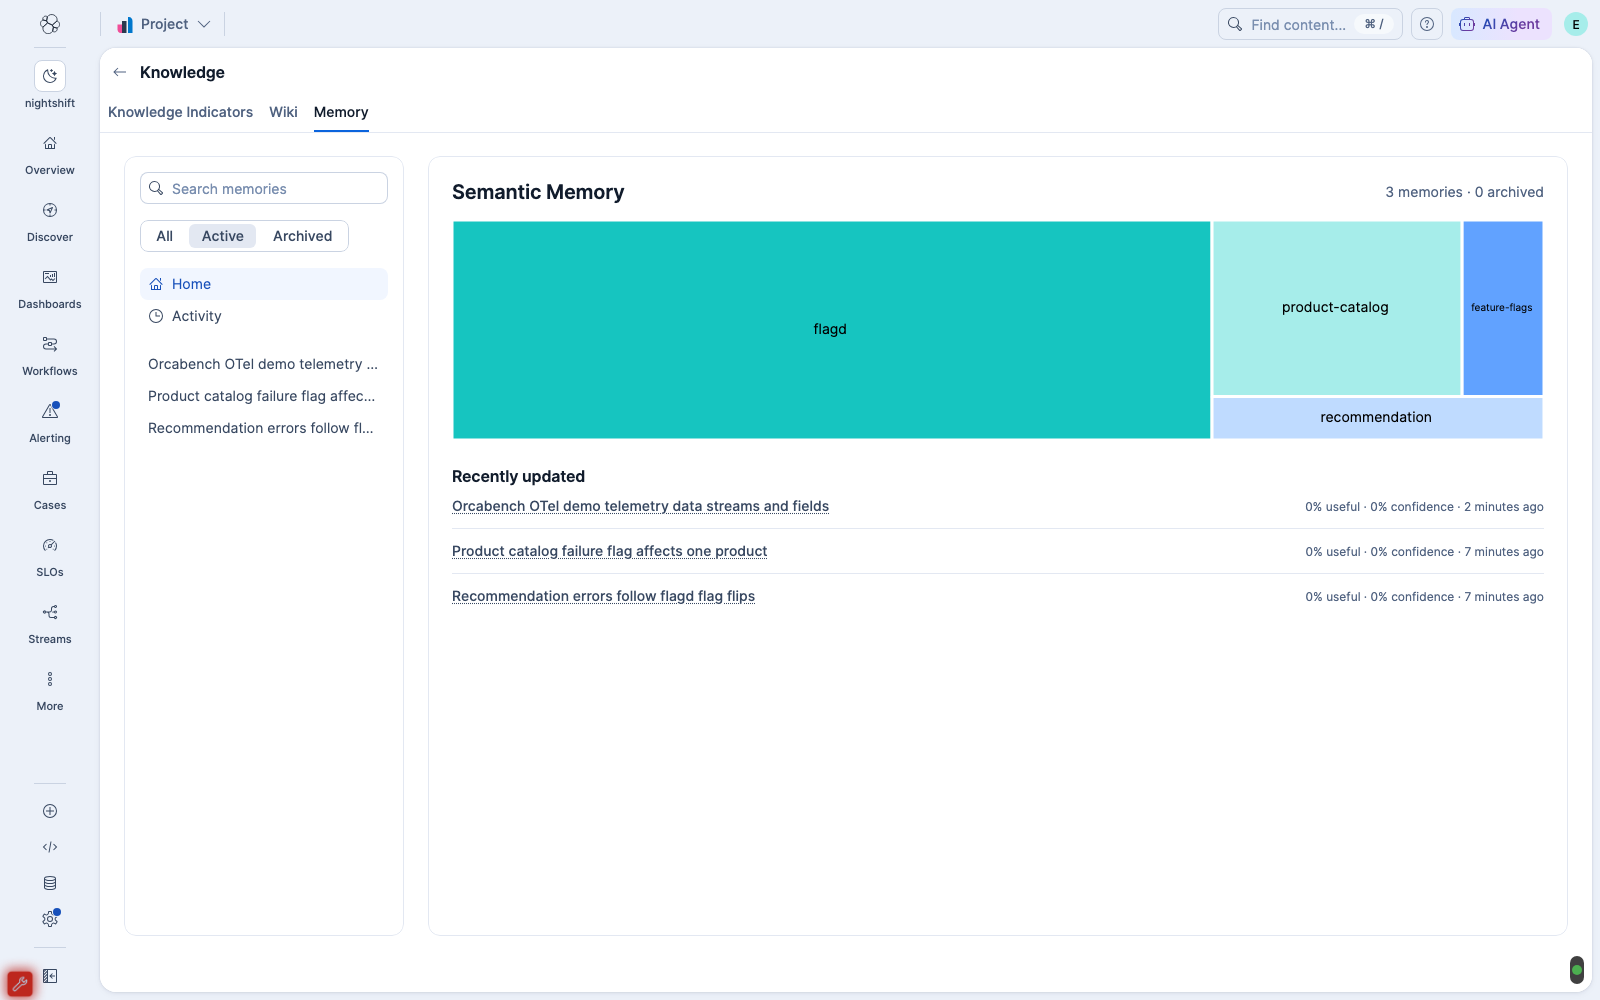 Project
Find content...
⌘ /
AI Agent
E
nightshift
Overview
Discover
Dashboards
Workflows
Alerting
Cases
SLOs
Streams
More
Knowledge
Knowledge Indicators
Wiki
Memory
Search memories
All
Active
Archived
Home
Activity
Orcabench OTel demo telemetry ...
Product catalog failure flag affec...
Recommendation errors follow fl...
Semantic Memory
3 memories · 0 archived
flagd
product-catalog
feature-flags
recommendation
Recently updated
Orcabench OTel demo telemetry data streams and fields
0% useful · 0% confidence · 2 minutes ago
Product catalog failure flag affects one product
0% useful · 0% confidence · 7 minutes ago
Recommendation errors follow flagd flag flips
0% useful · 0% confidence · 7 minutes ago